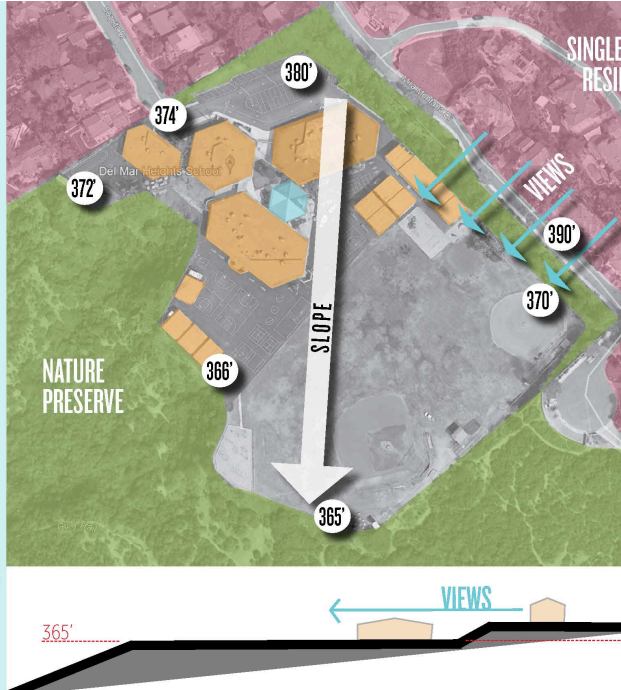 380'
SINGLE
RESI
374'
Del Mar Heights School
372'
VIEWS
390'
370'
SLOPE
366'
NATURE
PRESERVE
365'
VIEWS
365'